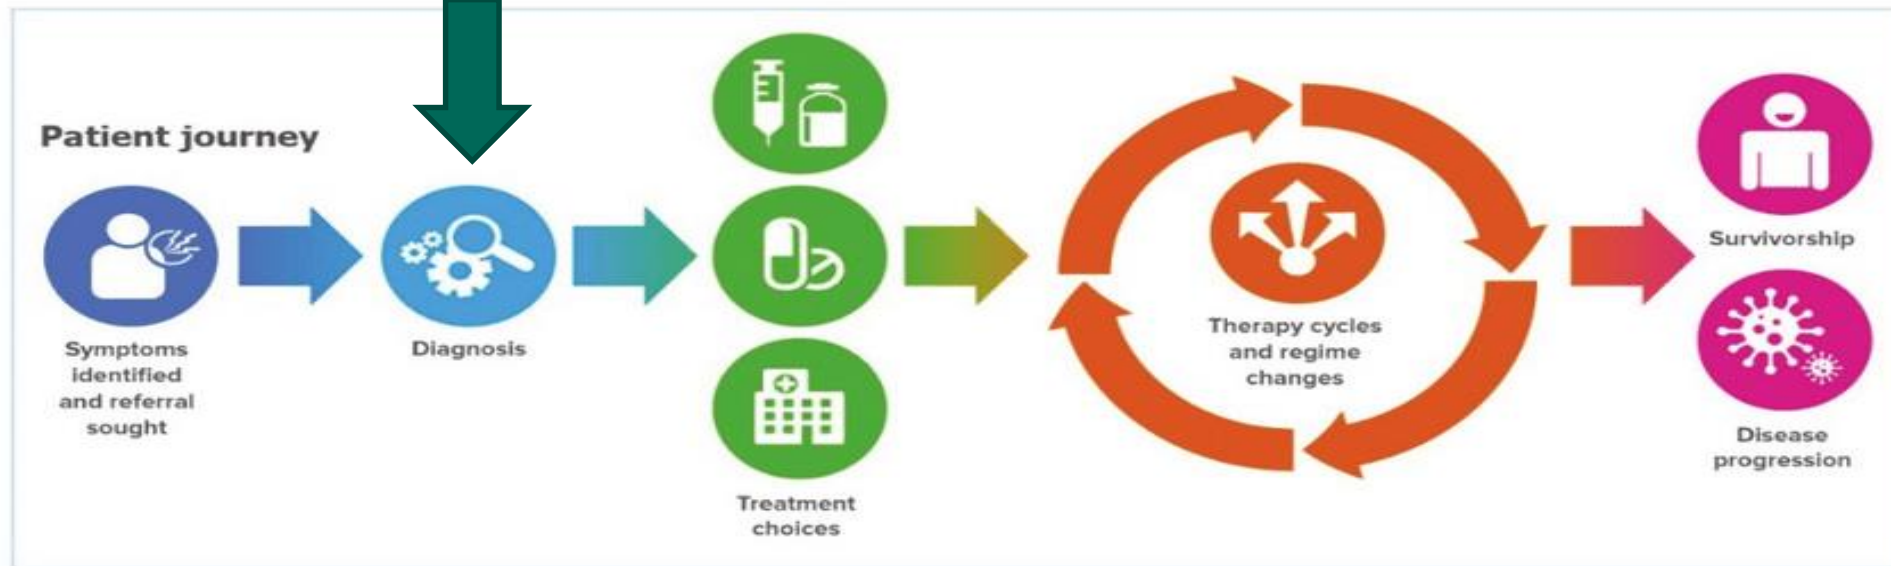 Patient journey
Symptoms
identified
and referral
sought
Diagnosis
Treatment
choices
Therapy cycles
and regime
changes
Survivorship
Disease
progression